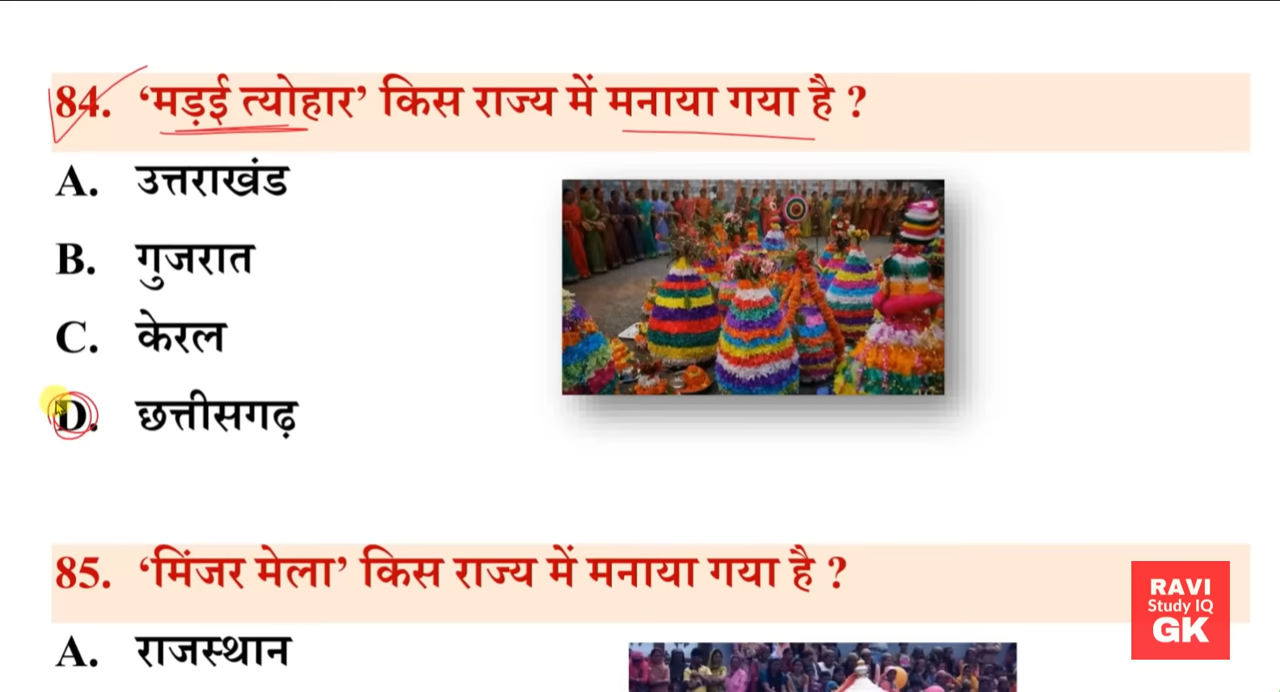 84. ‘मड़ई त्योहार’ किस राज्य में मनाया गया है ?
A. उत्तराखंड
B. गुजरात
C. केरल
D. छत्तीसगढ़
85. ‘मिंजर मेला’ किस राज्य में मनाया गया है ?
A. राजस्थान
RAVI
Study IQ
GK